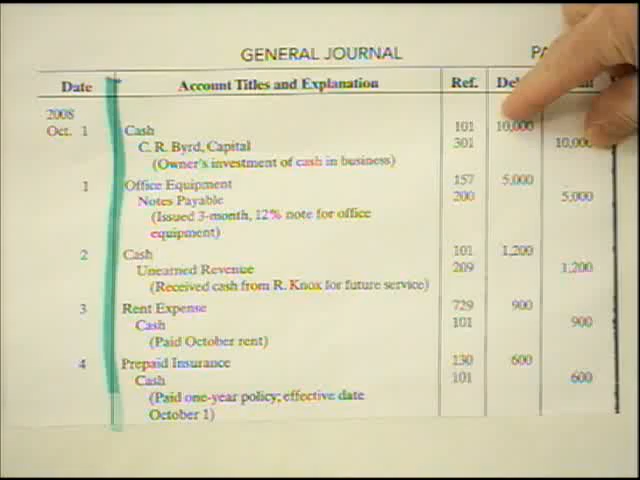 GENERAL JOURNAL
Date Account Titles and Explanation Ref.
2008
Oct. 1 Cash 101 10,000
C. R. Byrd, Capital 301 10,000
(Owner's investment of cash in business)
1 Office Equipment 157 5,000
Notes Payable 200 5,000
(Issued 3-month, 12% note for office
equipment)
2 Cash 101 1,200
Unearned Revenue 209 1,200
(Received cash from R. Knox for future service)
3 Rent Expense 729 900
Cash 101 900
(Paid October rent)
4 Prepaid Insurance 130 600
Cash 101 600
(Paid one-year policy; effective date
October 1)